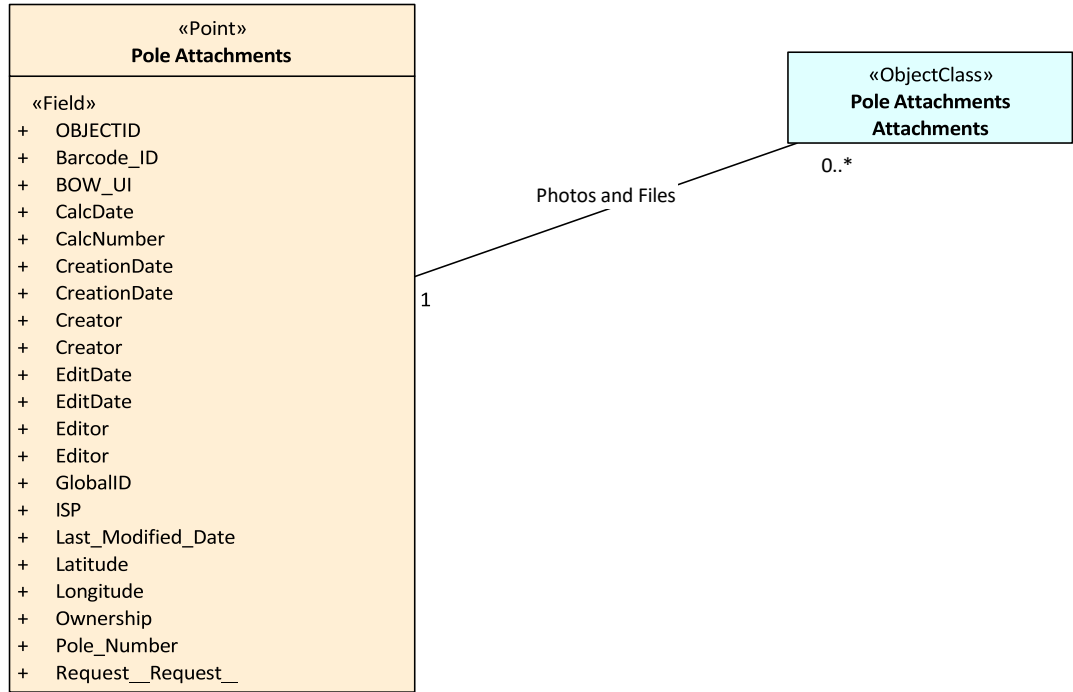 «Point»
Pole Attachments
«Field»
+ OBJECTID
+ Barcode_ID
+ BOW_UI
+ CalcDate
+ CalcNumber
+ CreationDate
+ CreationDate
+ Creator
+ Creator
+ EditDate
+ EditDate
+ Editor
+ Editor
+ GlobalID
+ ISP
+ Last_Modified_Date
+ Latitude
+ Longitude
+ Ownership
+ Pole_Number
+ Request__Request_
«ObjectClass»
Pole Attachments
Attachments
0..*
Photos and Files
1